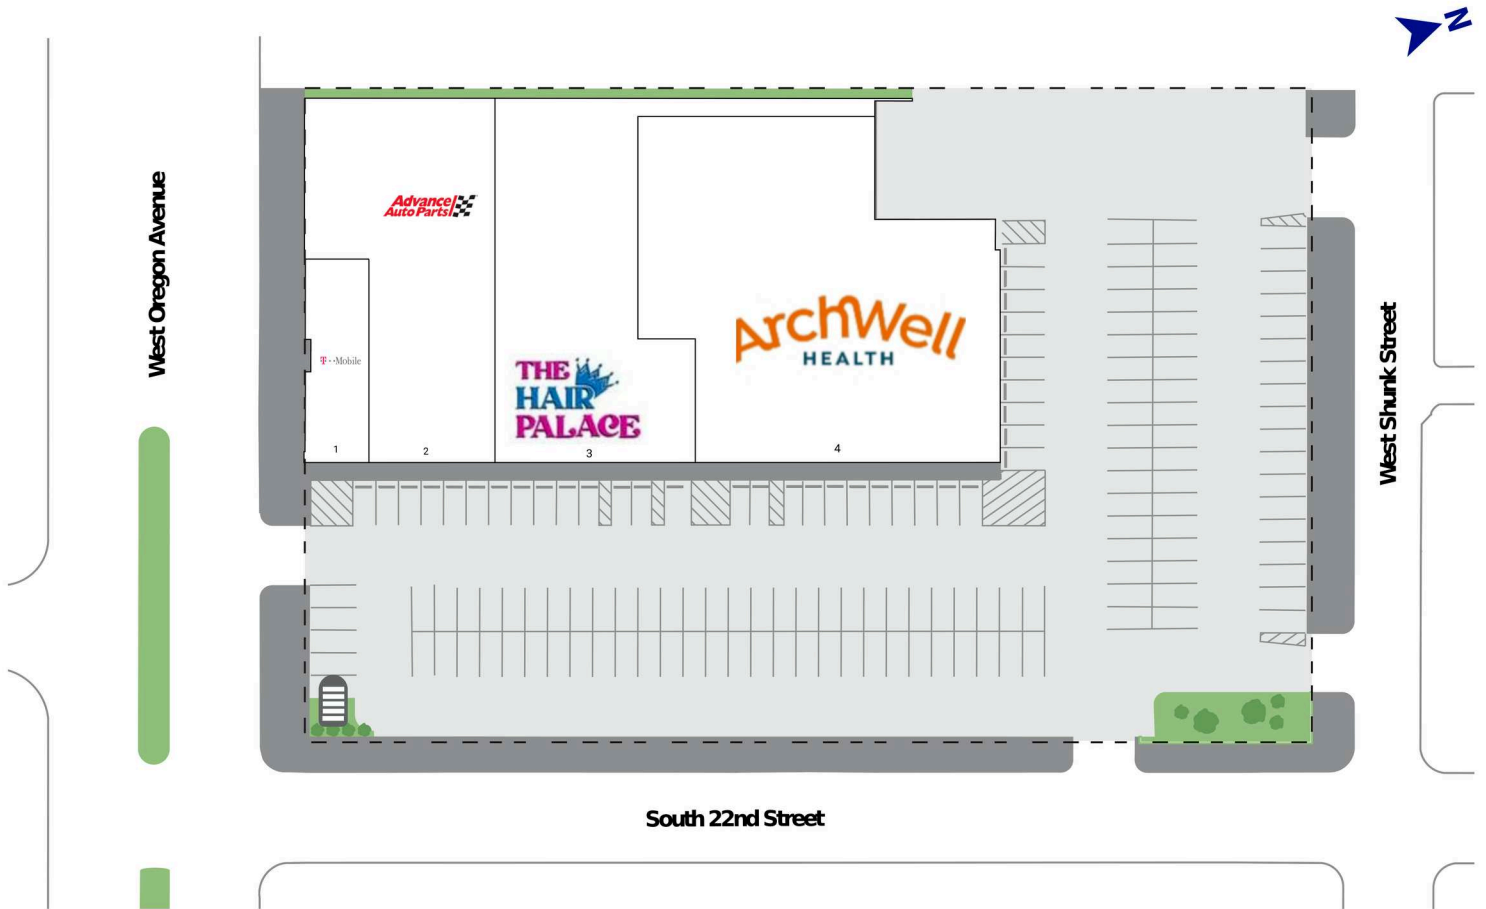 N
West Oregon Avenue
Advance
Auto Parts
T··Mobile
THE
HAIR
PALACE
ArchWell
HEALTH
1
2
3
4
West Shunk Street
South 22nd Street